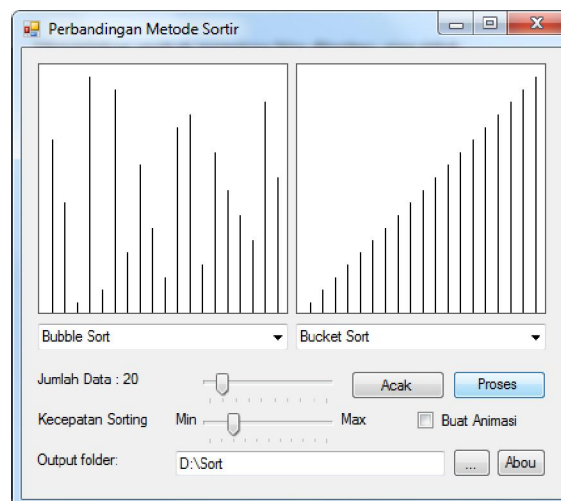 Perbandingan Metode Sortir
Bubble Sort
Bucket Sort
Jumlah Data : 20
Acak
Proses
Kecepatan Sorting
Min
Max
Buat Animasi
Output folder:
D:\Sort
...
Abou